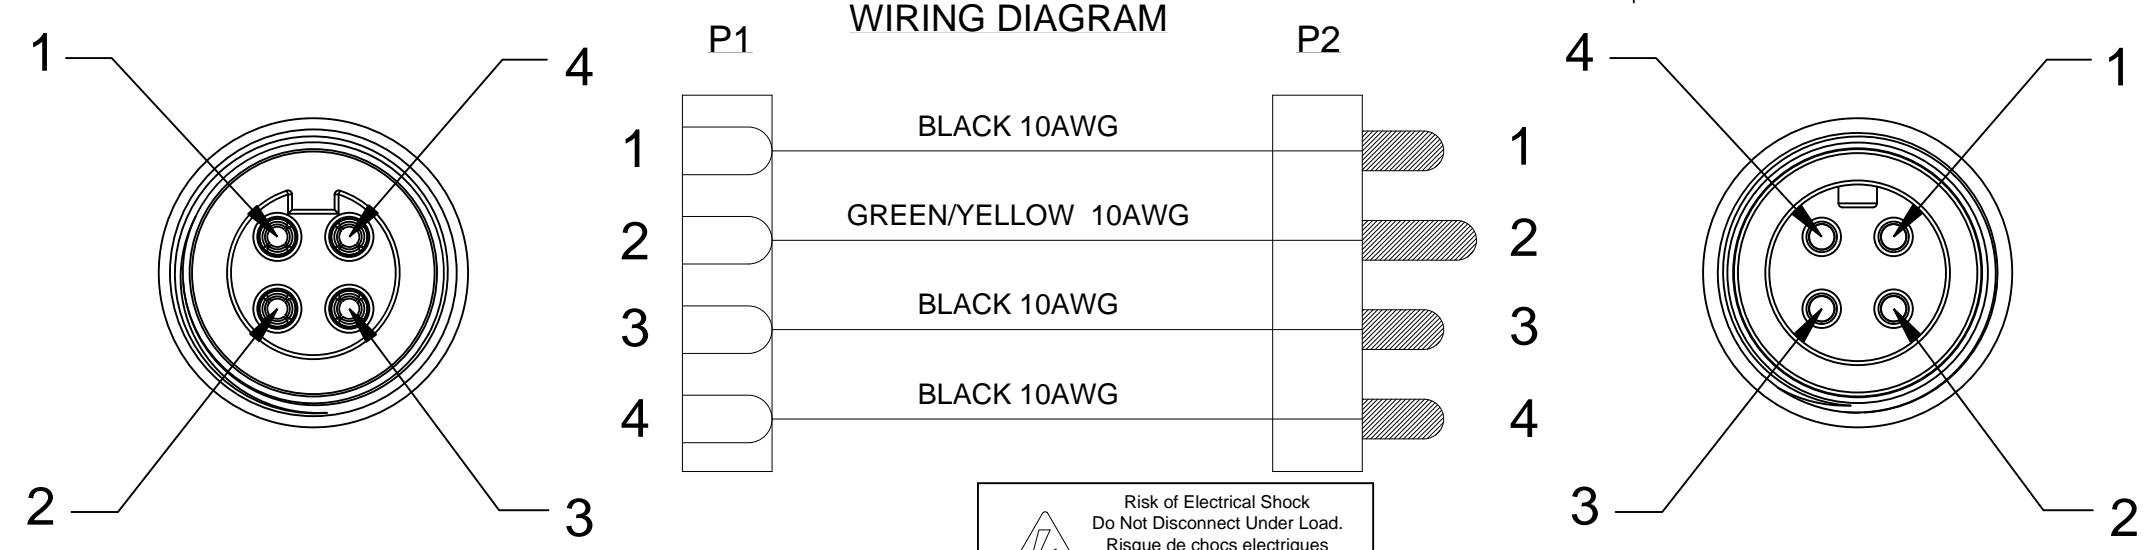 WIRING DIAGRAM
P1
P2
1
4
2
3
1
BLACK 10AWG
1
2
GREEN/YELLOW  10AWG
2
3
BLACK 10AWG
3
4
BLACK 10AWG
4
4
1
3
2
Risk of Electrical Shock
Do Not Disconnect Under Load.
Risque de chocs electriques